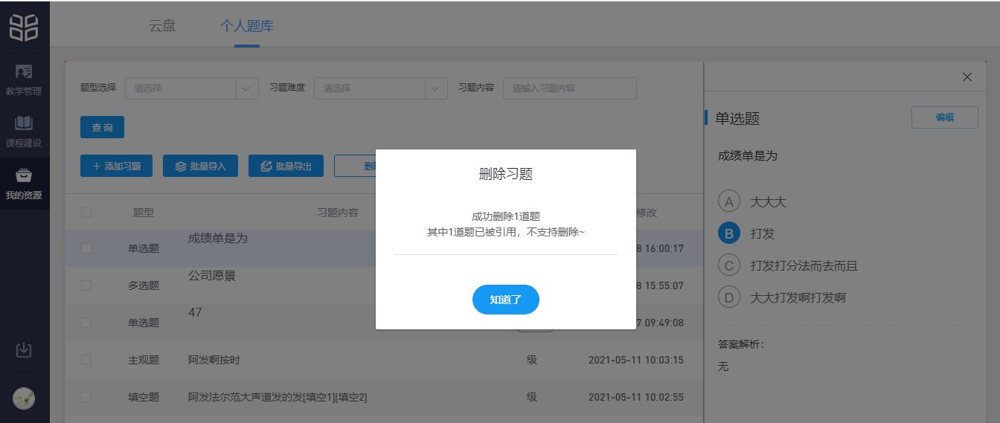 云盘
个人题库
教学管理
课程建设
我的资源
题型选择
请选择
习题难度
请选择
习题内容
请输入习题内容
查询
添加习题
批量导入
批量导出
题型
习题内容
修改
单选题
成绩单是为
8 16:00:17
多选题
公司愿景
8 15:55:07
单选题
47
7 09:49:08
主观题
阿发啊按时
级
2021-05-11 10:03:15
填空题
阿发法尔范大声道发的发[填空1][填空2]
级
2021-05-11 10:02:55
删除习题
成功删除1道题
其中1道题已被引用，不支持删除~
知道了
单选题
编辑
成绩单是为
A 大大大
B 打发
C 打发打分法而去而且
D 大大打发啊打发啊
答案解析：
无